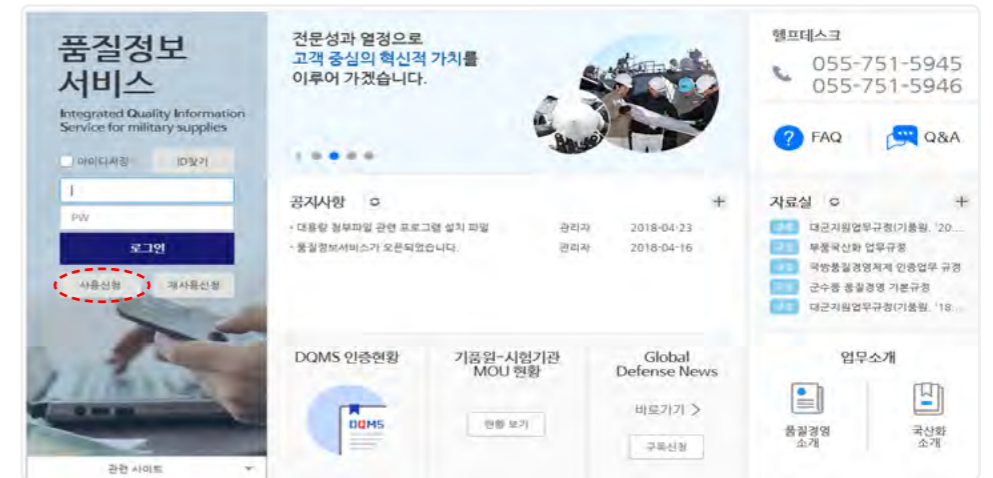 품질정보
서비스
Integrated Quality Information
Service for military supplies
아이디저장
ID찾기
PW
로그인
사용신청
재사용신청
관련 사이트
전문성과 열정으로
고객 중심의 혁신적 가치를
이루어 가겠습니다.
공지사항
+
· 대용량 첨부파일 관련 프로그램 설치 파일 관리자 2018-04-23
· 품질정보서비스가 오픈되었습니다. 관리자 2018-04-16
DQMS 인증현황
DQMS
기품원-시험기관
MOU 현황
현황 보기
Global
Defense News
바로가기 >
구독신청
헬프데스크
055-751-5945
055-751-5946
? FAQ
Q&A
자료실
+
대군지원업무규정(기품원, '20....
부품국산화 업무규정
국방품질경영체제 인증업무 규정
군수품 품질경영 기본규정
대군지원업무규정(기품원, '18....
업무소개
품질경영
소개
국산화
소개